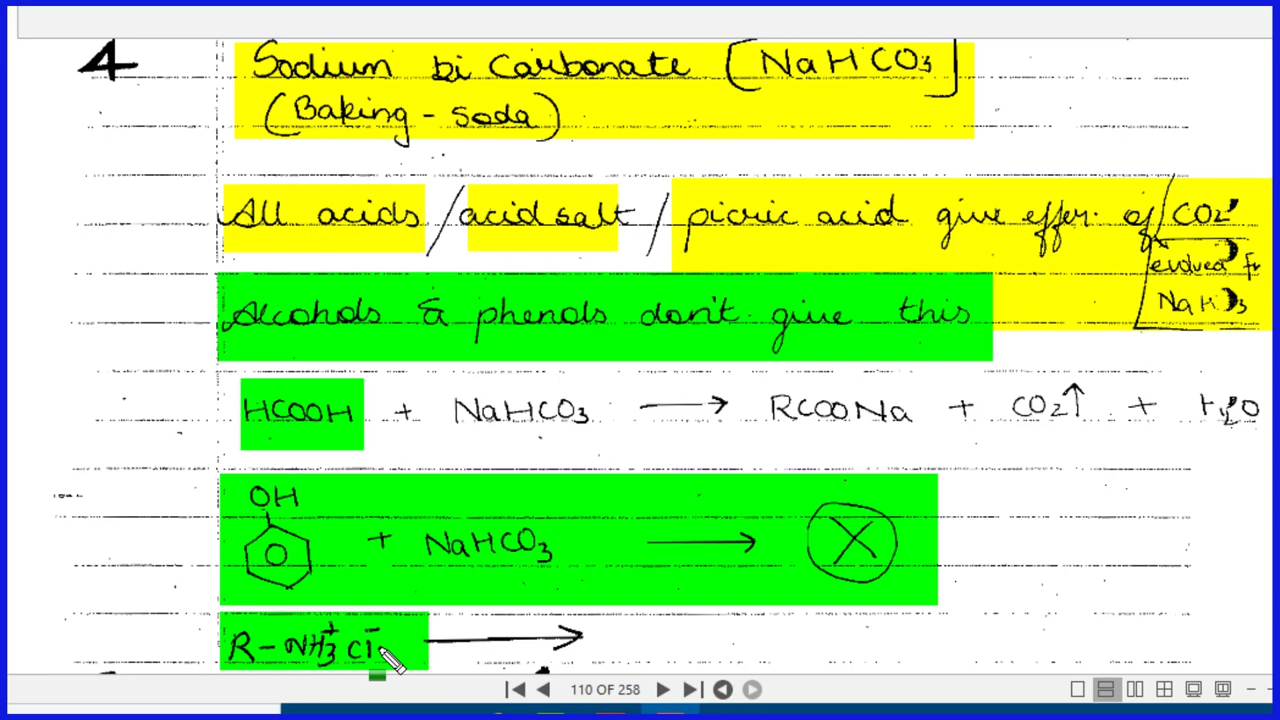 4 Sodium bi Carbonate [NaHCO3]
(Baking - soda)
All acids / acid salt / picric acid give effer. of CO2↑
evolved
Alcohols & phenols don't give this
HCOOH + NaHCO3 → RCOONa + CO2↑ + H2O
OH
+ NaHCO3 → X
R-NH3+ Cl- →
110 OF 258